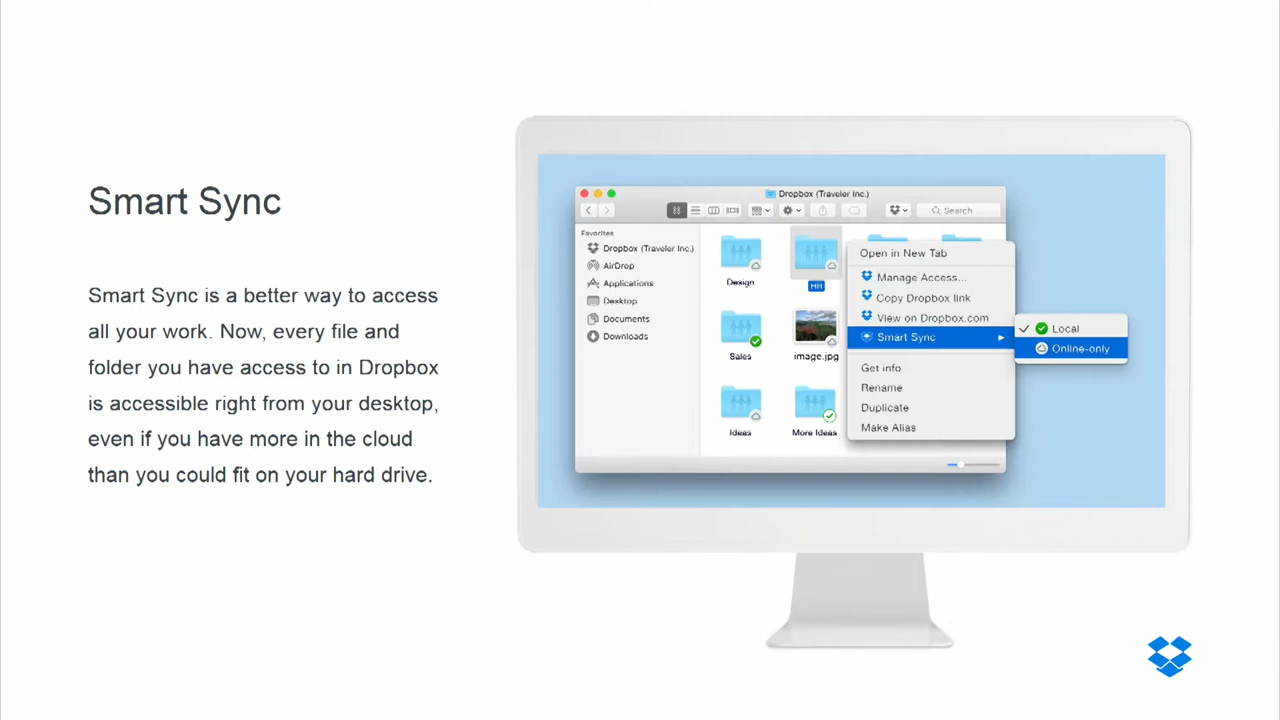 Smart Sync
Smart Sync is a better way to access
all your work. Now, every file and
folder you have access to in Dropbox
is accessible right from your desktop,
even if you have more in the cloud
than you could fit on your hard drive.
Dropbox (Traveler Inc.)
Search
Favorites
Dropbox (Traveler Inc.)
AirDrop
Applications
Desktop
Documents
Downloads
Design
HR
Sales
image.jpg
Ideas
More Ideas
Open in New Tab
Manage Access...
Copy Dropbox link
View on Dropbox.com
Smart Sync
Get info
Rename
Duplicate
Make Alias
Local
Online-only